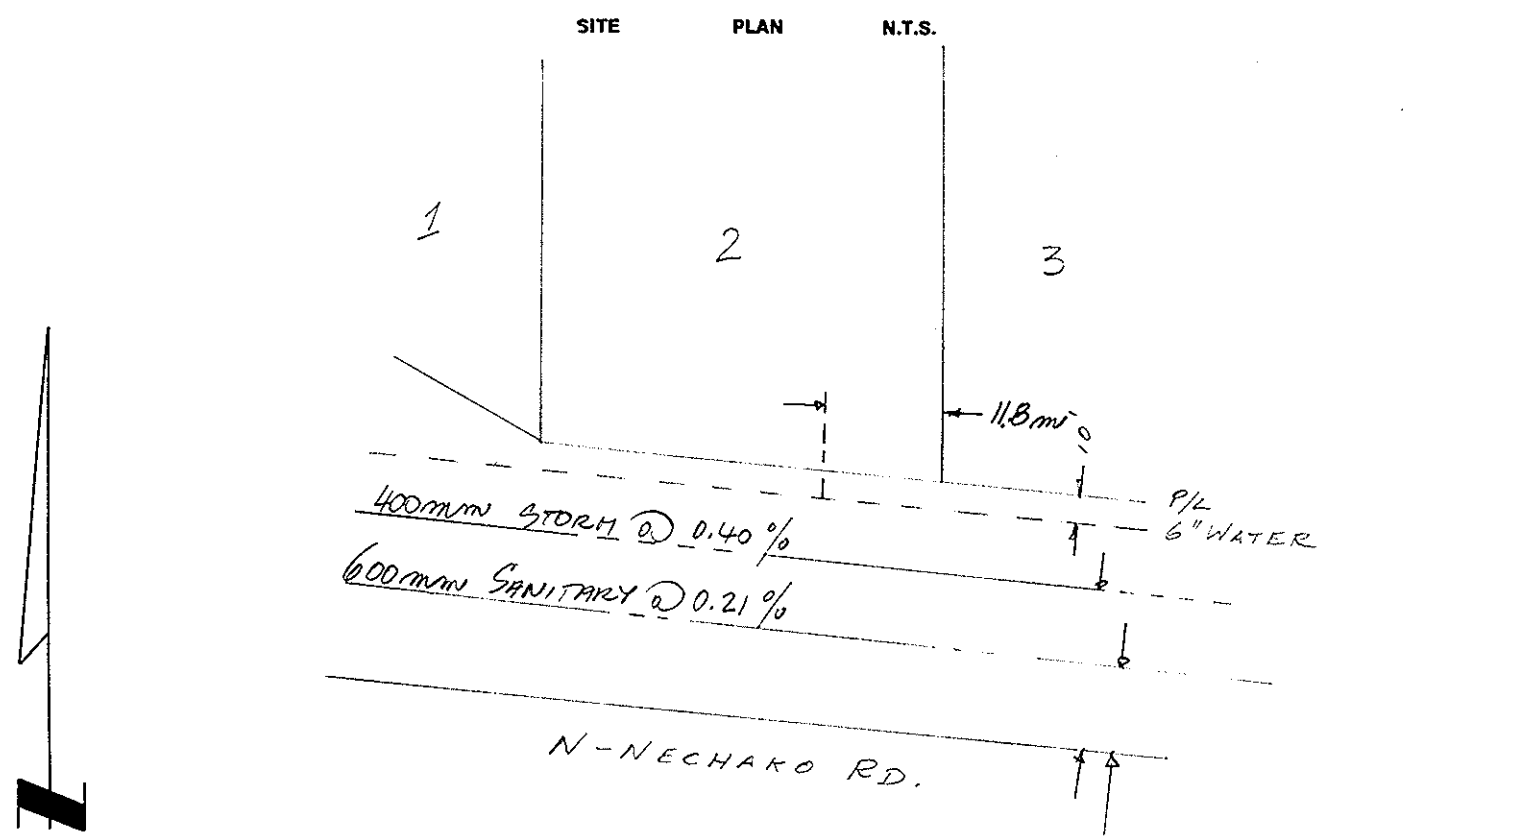 SITE PLAN N.T.S.
1
2
3
11.8m
P/L
6" WATER
400mm STORM @ 0.40 %
600mm SANITARY @ 0.21 %
N-NECHAKO RD.